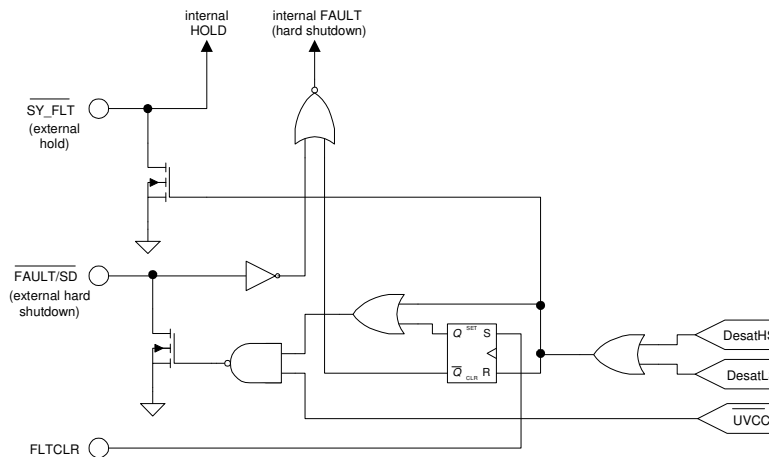 internal
HOLD
internal FAULT
(hard shutdown)
SY_FLT
(external
hold)
FAULT/SD
(external hard
shutdown)
Q SET S
Q CLR R
DesatHS
DesatL
UVCC
FLTCLR